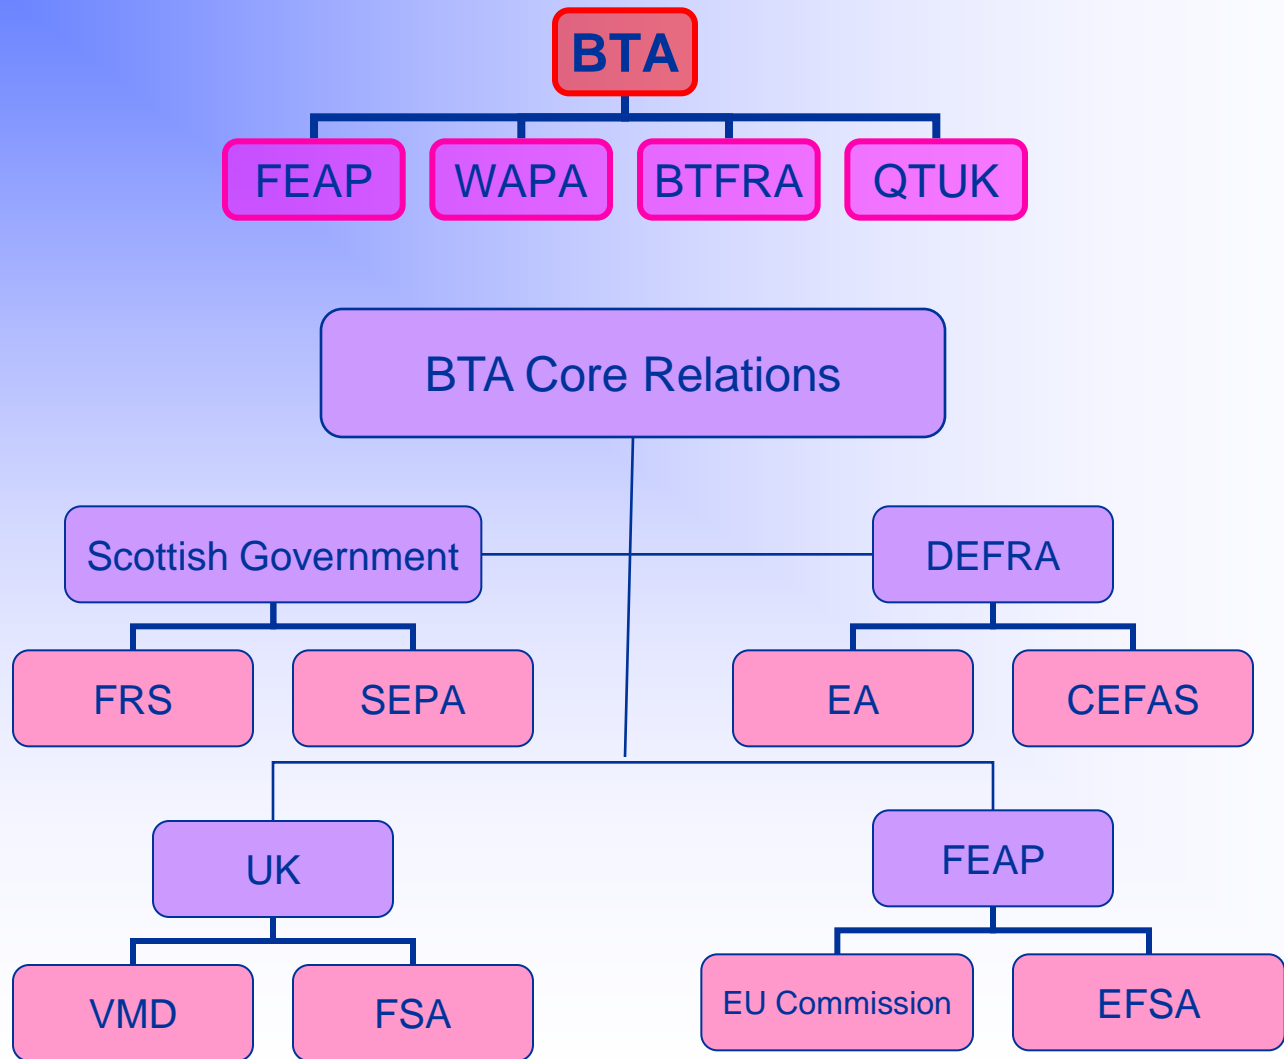 BTA
FEAP
WAPA
BTFRA
QTUK
BTA Core Relations
Scottish Government
DEFRA
FRS
SEPA
EA
CEFAS
UK
FEAP
VMD
FSA
EU Commission
EFSA